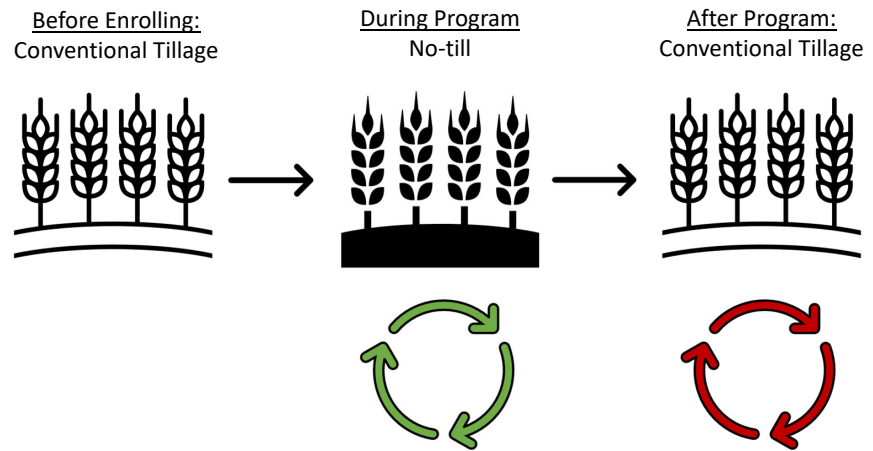 Before Enrolling:
Conventional Tillage
During Program
No-till
After Program:
Conventional Tillage